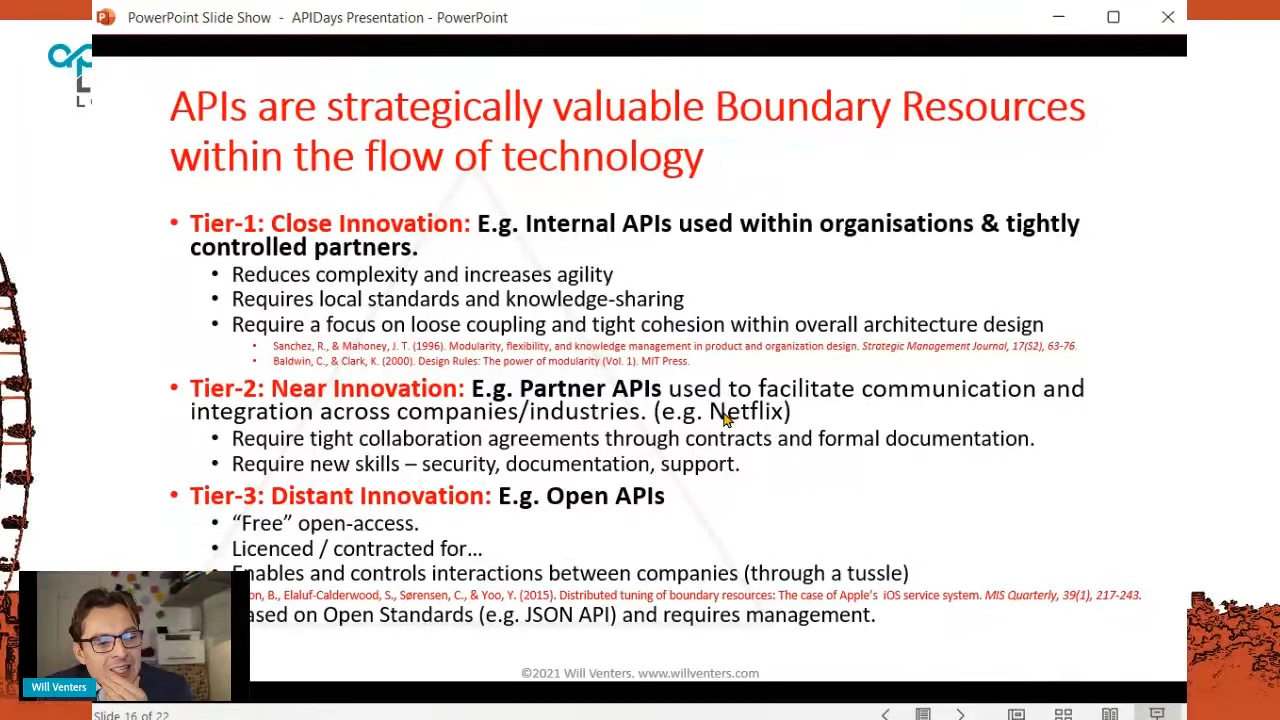 PowerPoint Slide Show - APIDays Presentation - PowerPoint
APIs are strategically valuable Boundary Resources
within the flow of technology
• Tier-1: Close Innovation: E.g. Internal APIs used within organisations & tightly
controlled partners.
• Reduces complexity and increases agility
• Requires local standards and knowledge-sharing
• Require a focus on loose coupling and tight cohesion within overall architecture design
• Sanchez, R., & Mahoney, J. T. (1996). Modularity, flexibility, and knowledge management in product and organization design. Strategic Management Journal, 17(S2), 63-76.
• Baldwin, C., & Clark, K. (2000). Design Rules: The power of modularity (Vol. 1). MIT Press.
• Tier-2: Near Innovation: E.g. Partner APIs used to facilitate communication and
integration across companies/industries. (e.g. Netflix)
• Require tight collaboration agreements through contracts and formal documentation.
• Require new skills – security, documentation, support.
• Tier-3: Distant Innovation: E.g. Open APIs
• “Free” open-access.
• Licenced / contracted for…
Enables and controls interactions between companies (through a tussle)
on, B., Elaluf-Calderwood, S., Sørensen, C., & Yoo, Y. (2015). Distributed tuning of boundary resources: The case of Apple’s iOS service system. MIS Quarterly, 39(1), 217-243.
ased on Open Standards (e.g. JSON API) and requires management.
©2021 Will Venters. www.willventers.com
Will Venters
Slide 16 of 22